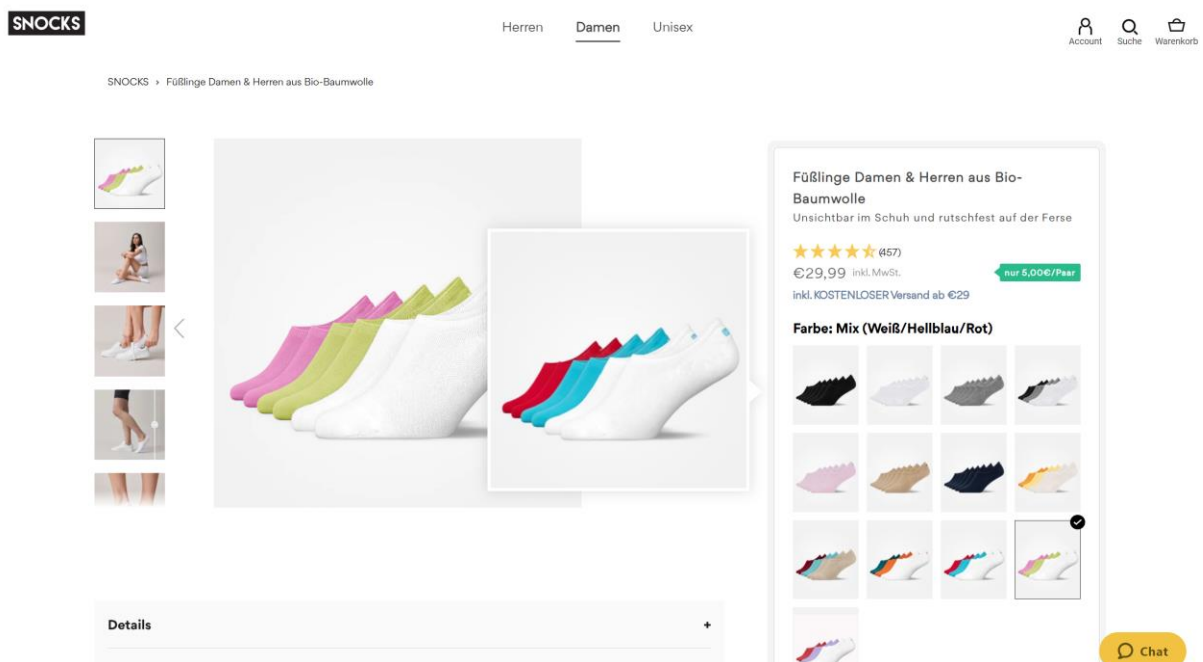 SNOCKS
Herren
Damen
Unisex
Account
Suche
Warenkorb
SNOCKS › Füßlinge Damen & Herren aus Bio-Baumwolle
Füßlinge Damen & Herren aus Bio-
Baumwolle
Unsichtbar im Schuh und rutschfest auf der Ferse
(457)
€29,99 inkl. MwSt.
nur 5,00€/Paar
inkl. KOSTENLOSER Versand ab €29
Farbe: Mix (Weiß/Hellblau/Rot)
Details +
Chat